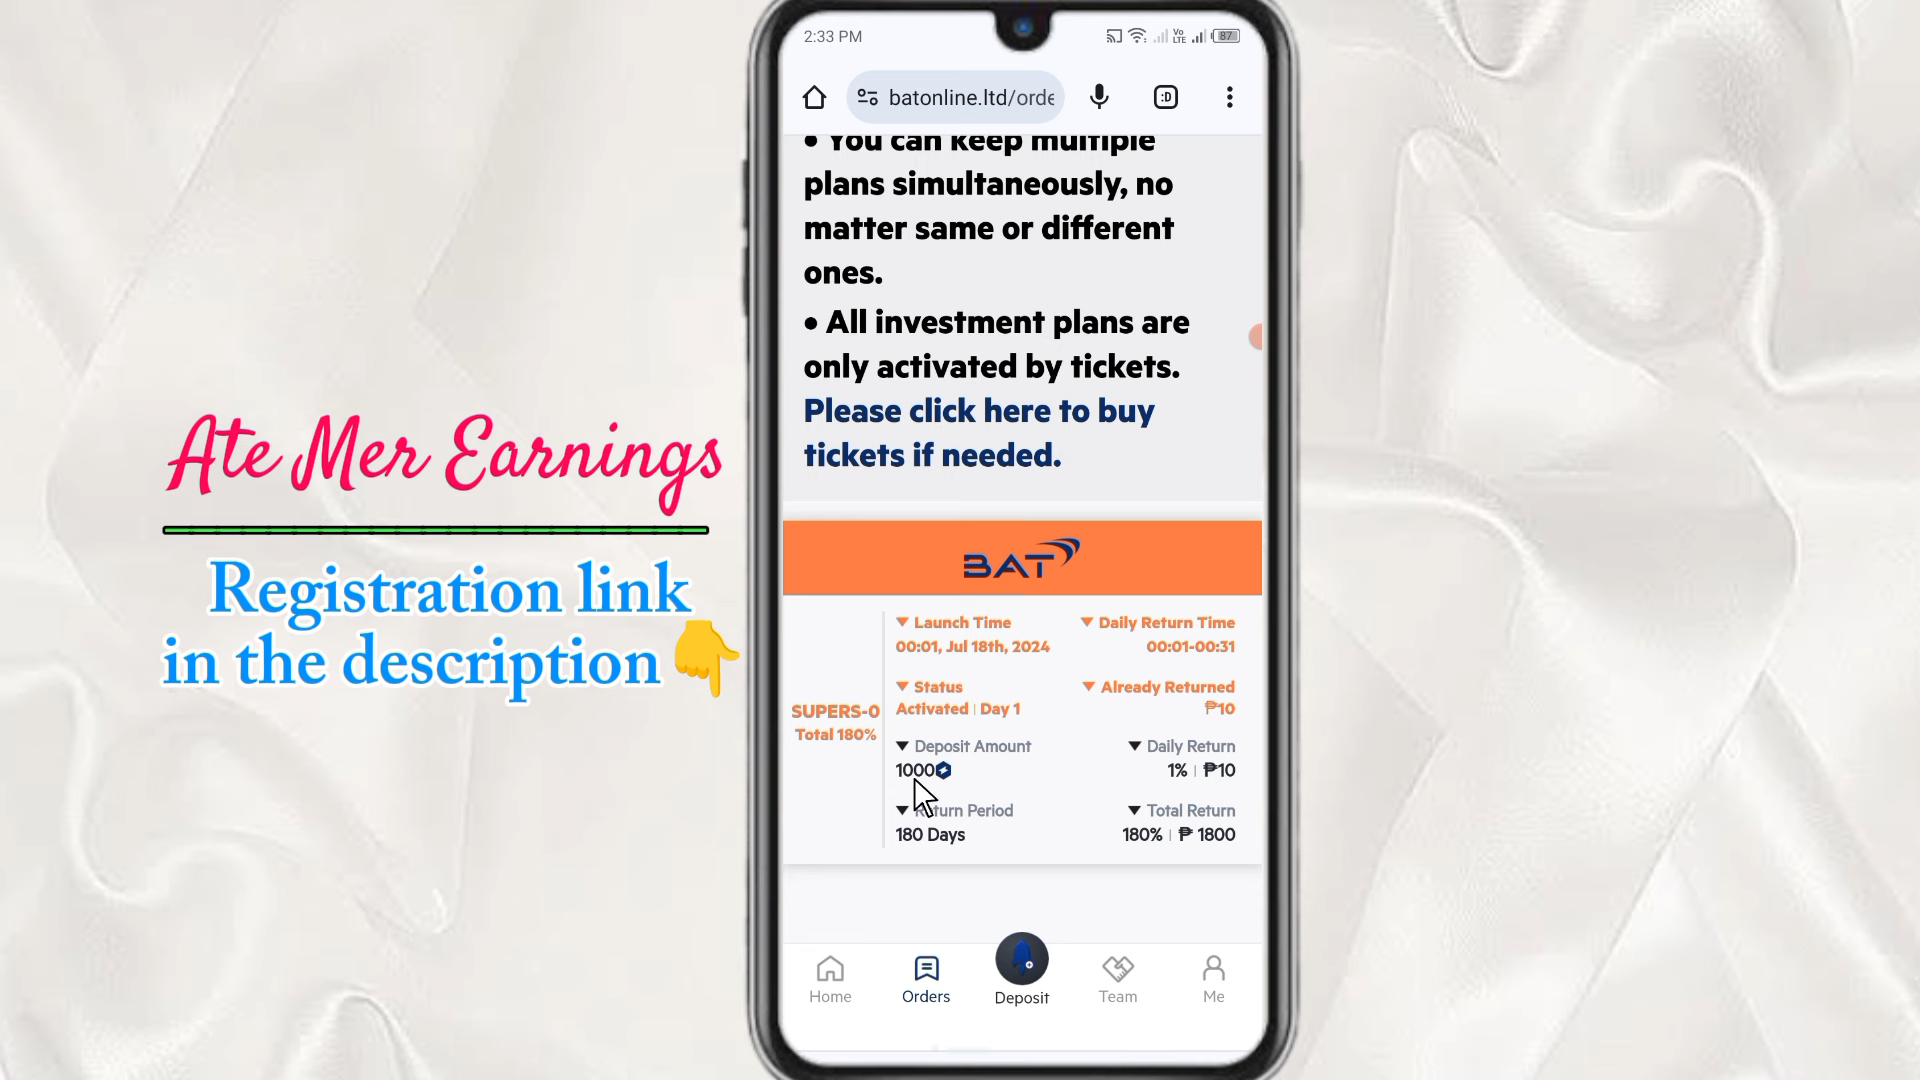 2:33 PM
Vo
LTE
87
batonline.ltd/orde
:D
• You can keep multiple
plans simultaneously, no
matter same or different
ones.
• All investment plans are
only activated by tickets.
Please click here to buy
tickets if needed.
Ate Mer Earnings
Registration link
in the description
BAT
SUPERS-0
Total 180%
▼ Launch Time
00:01, Jul 18th, 2024
▼ Daily Return Time
00:01-00:31
▼ Status
Activated | Day 1
▼ Already Returned
₱10
▼ Deposit Amount
1000
▼ Daily Return
1% | ₱10
▼ Return Period
180 Days
▼ Total Return
180% | ₱ 1800
Home
Orders
Deposit
Team
Me